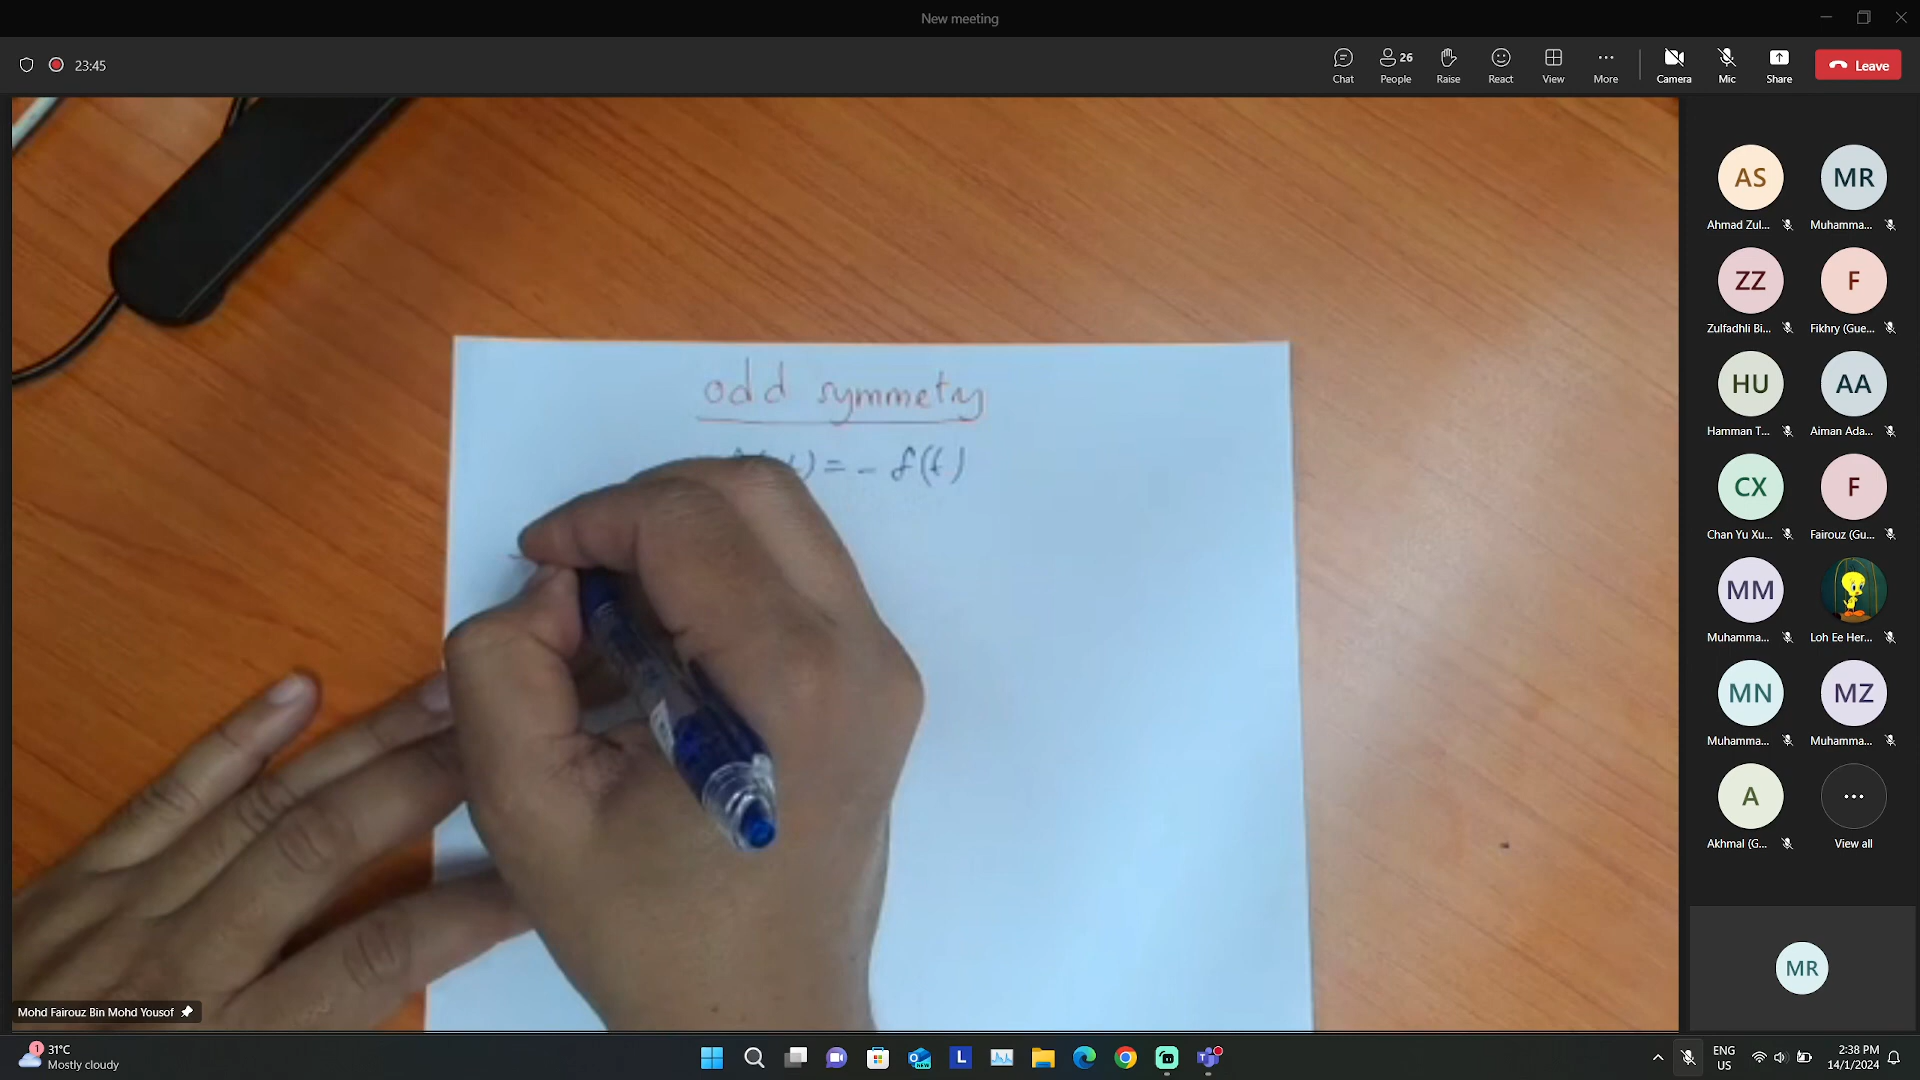 New meeting
23:45
Chat
People
26
Raise
React
View
More
Camera
Mic
Share
Leave
odd symmety
) = - f(t)
AS
Ahmad Zul...
MR
Muhamma...
ZZ
Zulfadhli Bi...
F
Fikhry (Gue...
HU
Hamman T...
AA
Aiman Ada...
CX
Chan Yu Xu...
F
Fairouz (Gu...
MM
Muhamma...
Loh Ee Her...
MN
Muhamma...
MZ
Muhamma...
A
Akhmal (G...
...
View all
MR
Mohd Fairouz Bin Mohd Yousof
1
31°C
Mostly cloudy
NEW
L
ENG
US
2:38 PM
14/1/2024